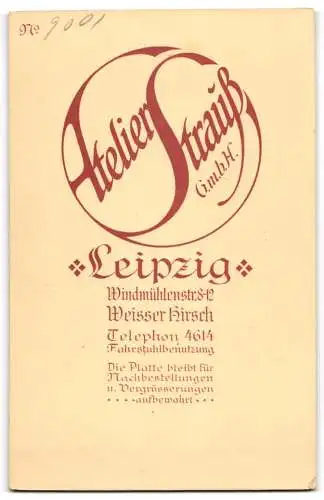 No 9001
Atelier Strauß
G.m.b.H.
Leipzig
Windmühlenstr. 8-12
Weisser Hirsch
Telephon 4614
Fahrstuhlbenutzung
Die Platte bleibt für
Nachbestellungen
u. Vergrösserungen
aufbewahrt